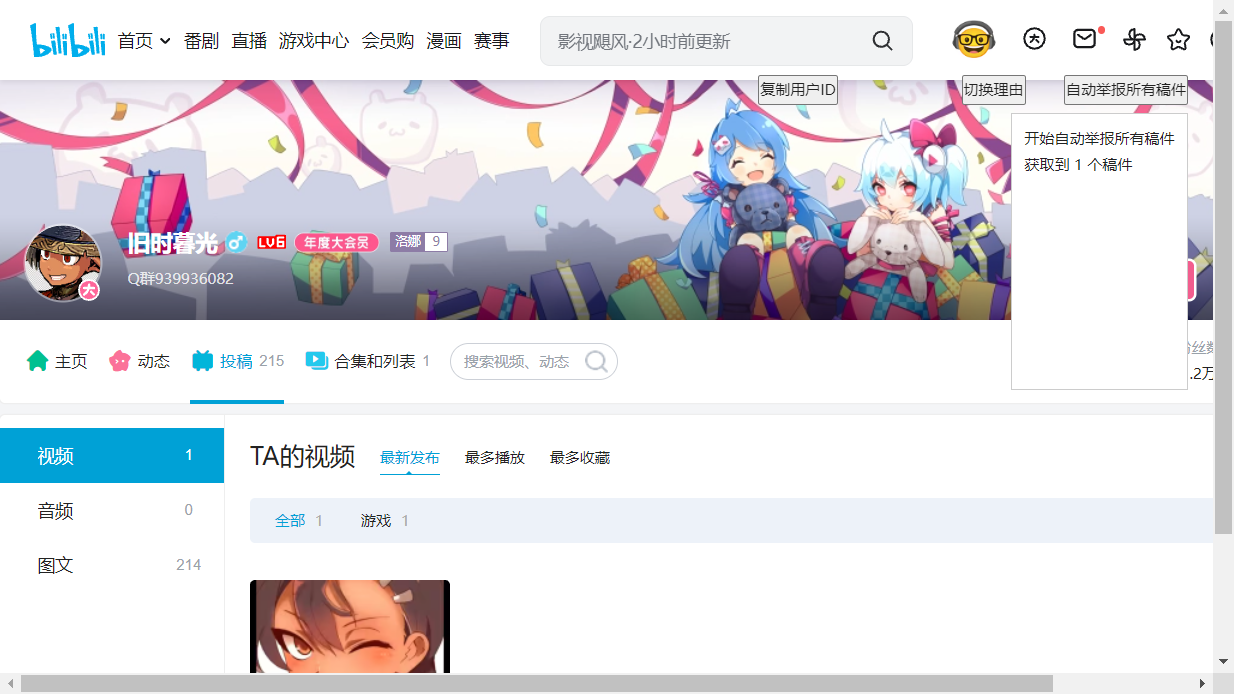 bilibili 首页 番剧 直播 游戏中心 会员购 漫画 赛事 影视飓风·2小时前更新
复制用户ID 切换理由 自动举报所有稿件
开始自动举报所有稿件
获取到 1 个稿件
旧时暮光 LV6 年度大会员 洛娜 9
Q群939936082
大
主页 动态 投稿 215 合集和列表 1 搜索视频、动态
丝数
.2万
视频 1
音频 0
图文 214
TA的视频 最新发布 最多播放 最多收藏
全部 1 游戏 1